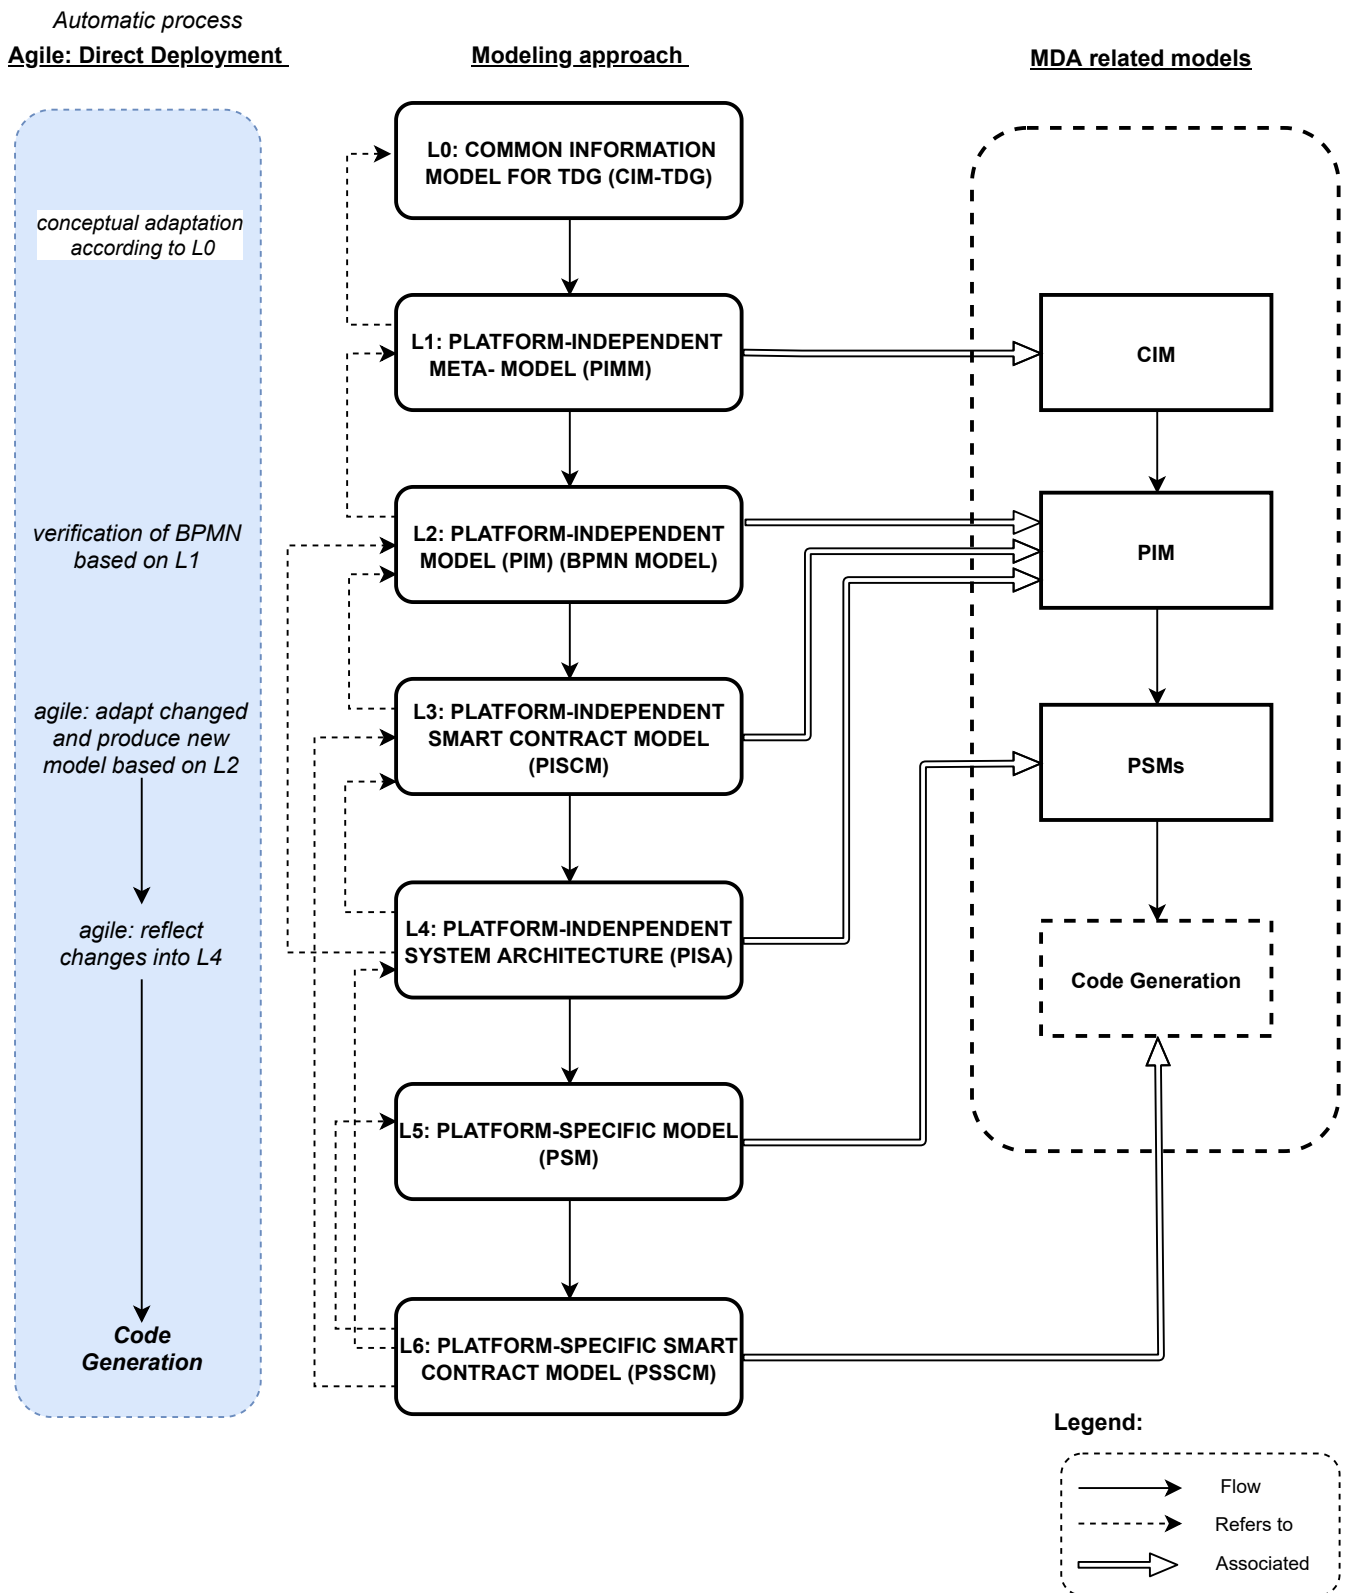 Automatic process
Agile: Direct Deployment
conceptual adaptation
according to L0
verification of BPMN
based on L1
agile: adapt changed
and produce new
model based on L2
agile: reflect
changes into L4
Code
Generation
Modeling approach
L0: COMMON INFORMATION
MODEL FOR TDG (CIM-TDG)
L1: PLATFORM-INDEPENDENT
META- MODEL (PIMM)
L2: PLATFORM-INDEPENDENT
MODEL (PIM) (BPMN MODEL)
L3: PLATFORM-INDEPENDENT
SMART CONTRACT MODEL
(PISCM)
L4: PLATFORM-INDENPENDENT
SYSTEM ARCHITECTURE (PISA)
L5: PLATFORM-SPECIFIC MODEL
(PSM)
L6: PLATFORM-SPECIFIC SMART
CONTRACT MODEL (PSSCM)
MDA related models
CIM
PIM
PSMs
Code Generation
Legend:
Flow
Refers to
Associated